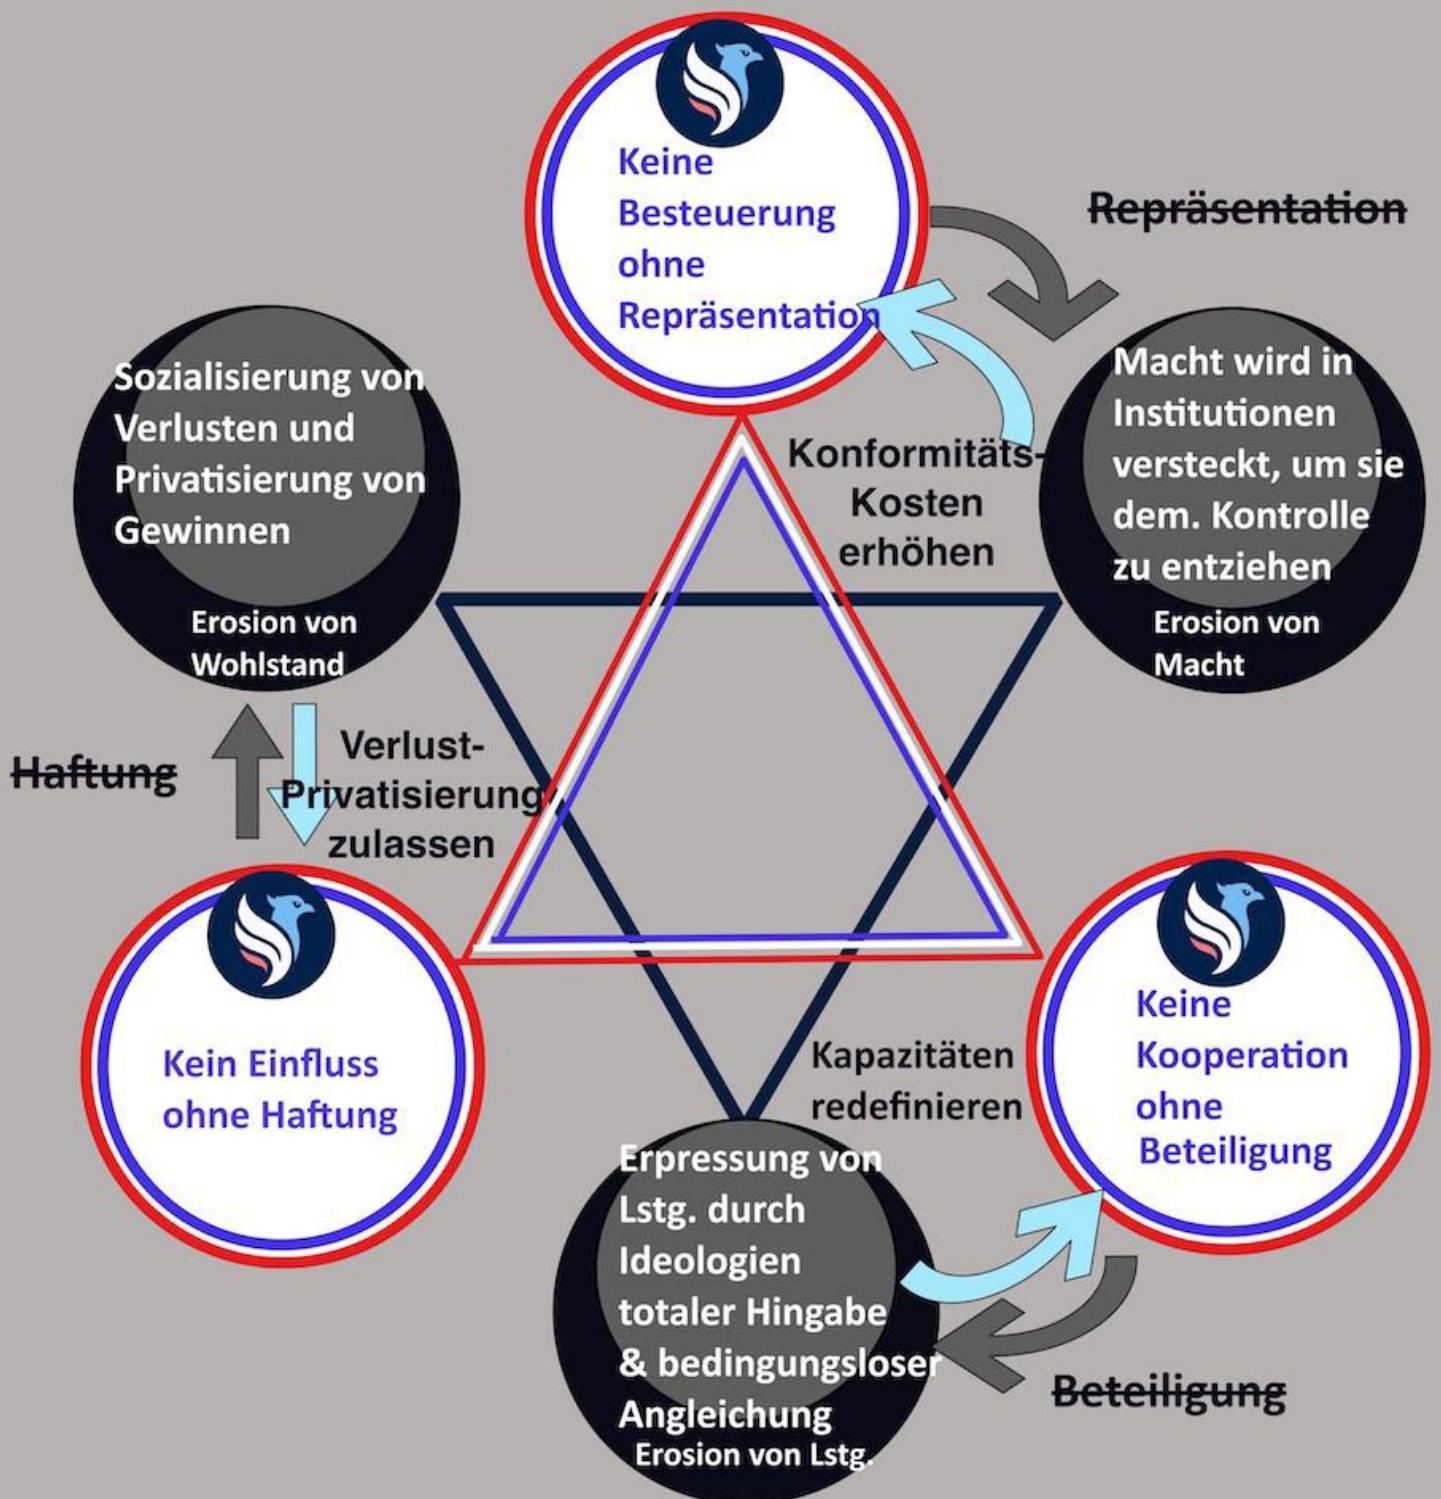 Keine
Besteuerung
ohne
Repräsentation
Repräsentation
Sozialisierung von
Verlusten und
Privatisierung von
Gewinnen
Erosion von
Wohlstand
Konformitäts-
Kosten
erhöhen
Macht wird in
Institutionen
versteckt, um sie
dem. Kontrolle
zu entziehen
Erosion von
Macht
Haftung
Verlust-
Privatisierung
zulassen
Kein Einfluss
ohne Haftung
Kapazitäten
redefinieren
Keine
Kooperation
ohne
Beteiligung
Erpressung von
Lstg. durch
Ideologien
totaler Hingabe
& bedingungsloser
Angleichung
Erosion von Lstg.
Beteiligung